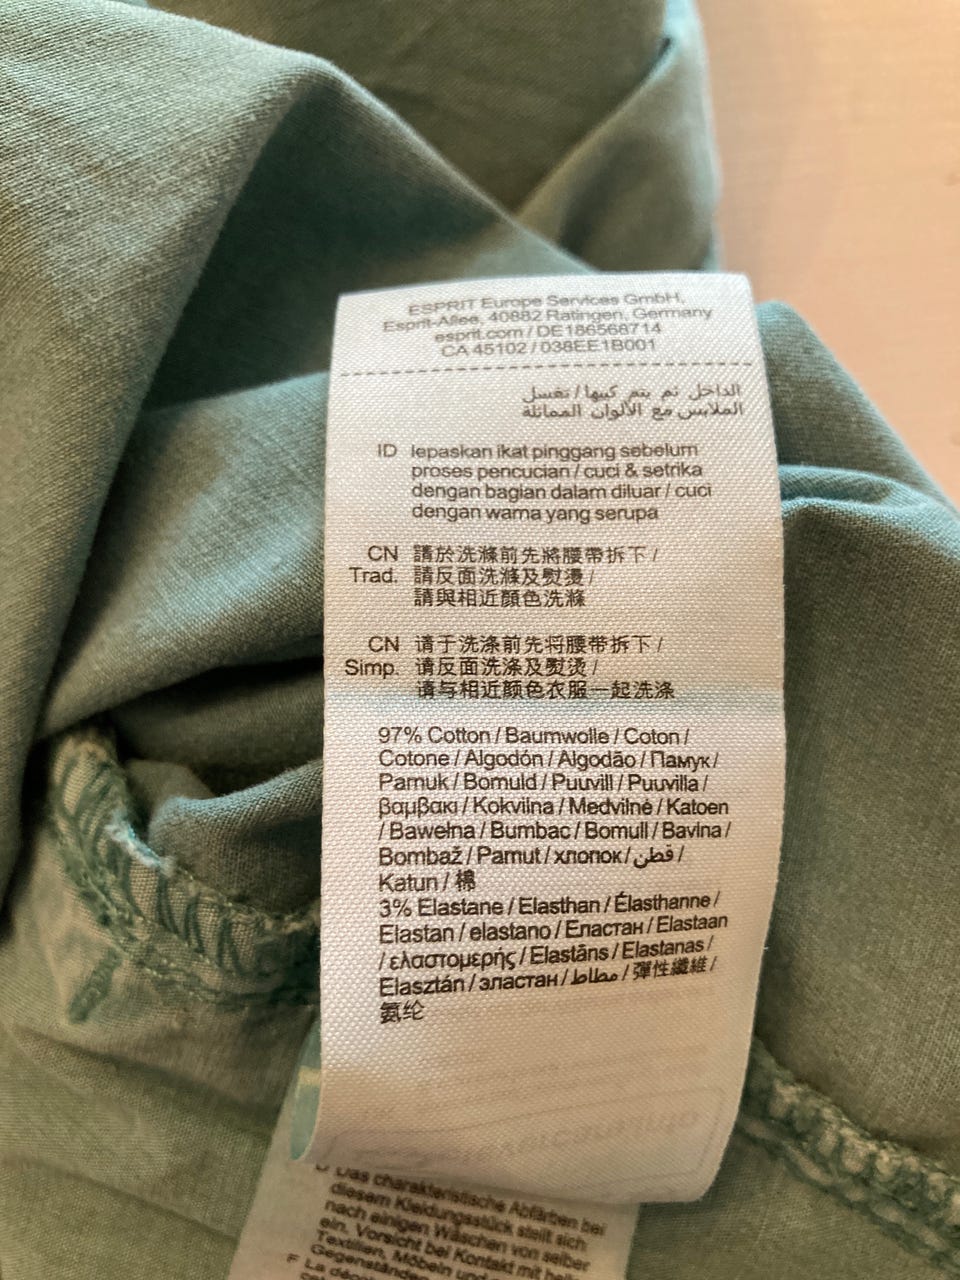 ESPRIT Europe Services GmbH,
Esprit-Allee, 40882 Ratingen, Germany
esprit.com / DE186568714
CA 45102 / 038EE1B001
الداخل ثم يتم كيها / تغسل
الملابس مع الألوان المماثلة
ID lepaskan ikat pinggang sebelum
proses pencucian / cuci & setrika
dengan bagian dalam diluar / cuci
dengan warna yang serupa
CN 請於洗滌前先將腰帶拆下 /
Trad. 請反面洗滌及熨燙 /
請與相近顏色洗滌
CN 请于洗涤前先将腰带拆下 /
Simp. 请反面洗涤及熨烫 /
请与相近颜色衣服一起洗涤
97% Cotton / Baumwolle / Coton /
Cotone / Algodón / Algodão / Памук /
Pamuk / Bomuld / Puuvill / Puuvilla /
βαμβακι / Kokvilna / Medvilnė / Katoen
/ Bawełna / Bumbac / Bomull / Bavlna /
Bombaž / Pamut / хлопок / قطن /
Katun / 棉
3% Elastane / Elasthan / Élasthanne /
Elastan / elastano / Еластан / Elastaan
/ ελαστομερής / Elastāns / Elastanas /
Elasztán / эластан / مطاط / 彈性纖維 /
氨纶
D Das charakteristische Abfärben bei
diesem Kleidungsstück stellt sich
nach einigen Wäschen von selber
ein. Vorsicht bei Kontakt mit
Textilien, Möbeln und
F Gegenständen
La